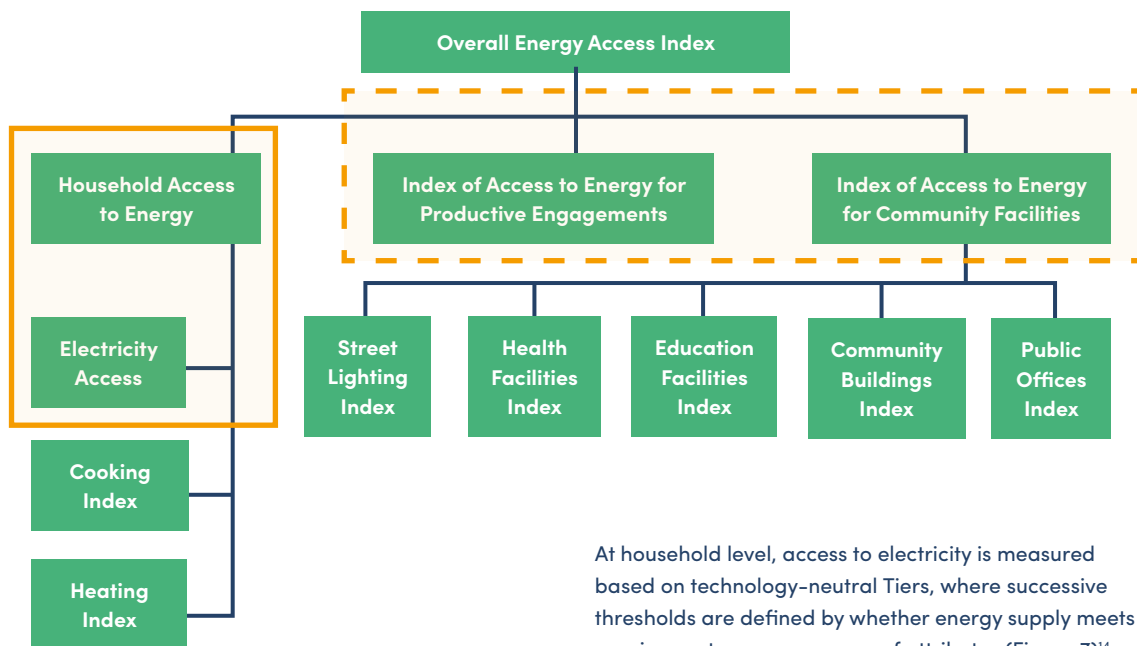 Overall Energy Access Index
Household Access
to Energy
Index of Access to Energy for
Productive Engagements
Index of Access to Energy
for Community Facilities
Electricity
Access
Street
Lighting
Index
Health
Facilities
Index
Education
Facilities
Index
Community
Buildings
Index
Public
Offices
Index
Cooking
Index
Heating
Index
At household level, access to electricity is measured
based on technology-neutral Tiers, where successive
thresholds are defined by whether energy supply meets